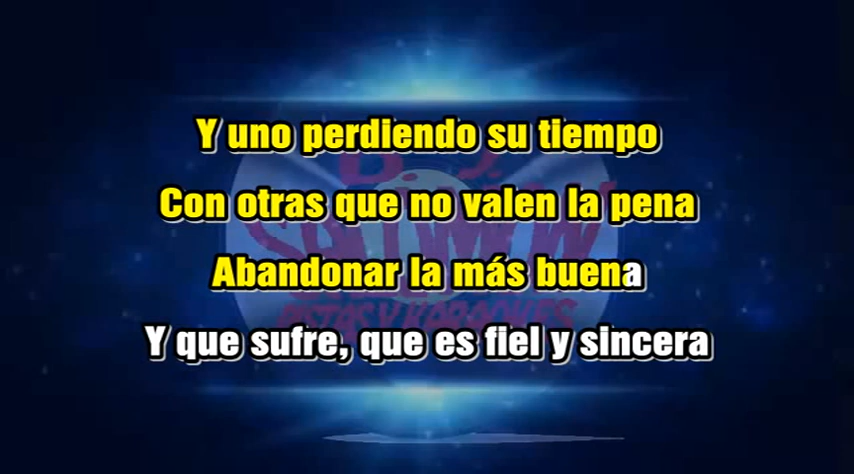 Y uno perdiendo su tiempo
Con otras que no valen la pena
Abandonar la más buena
Y que sufre, que es fiel y sincera